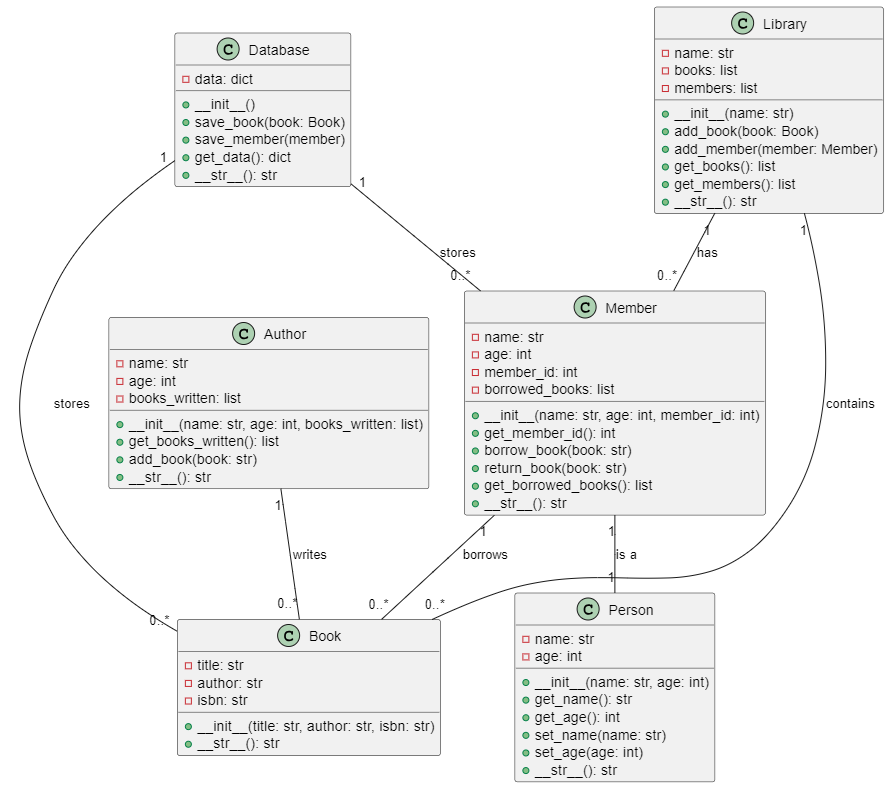 C Database
data: dict
__init__()
save_book(book: Book)
save_member(member)
get_data(): dict
__str__(): str
C Library
name: str
books: list
members: list
__init__(name: str)
add_book(book: Book)
add_member(member: Member)
get_books(): list
get_members(): list
__str__(): str
1
1
stores
0..*
1
has
0..*
1
C Author
name: str
age: int
books_written: list
__init__(name: str, age: int, books_written: list)
get_books_written(): list
add_book(book: str)
__str__(): str
C Member
name: str
age: int
member_id: int
borrowed_books: list
__init__(name: str, age: int, member_id: int)
get_member_id(): int
borrow_book(book: str)
return_book(book: str)
get_borrowed_books(): list
__str__(): str
stores
contains
1
writes
0..*
1
borrows
0..*
1
is a
1
0..*
0..*
C Book
title: str
author: str
isbn: str
__init__(title: str, author: str, isbn: str)
__str__(): str
C Person
name: str
age: int
__init__(name: str, age: int)
get_name(): str
get_age(): int
set_name(name: str)
set_age(age: int)
__str__(): str